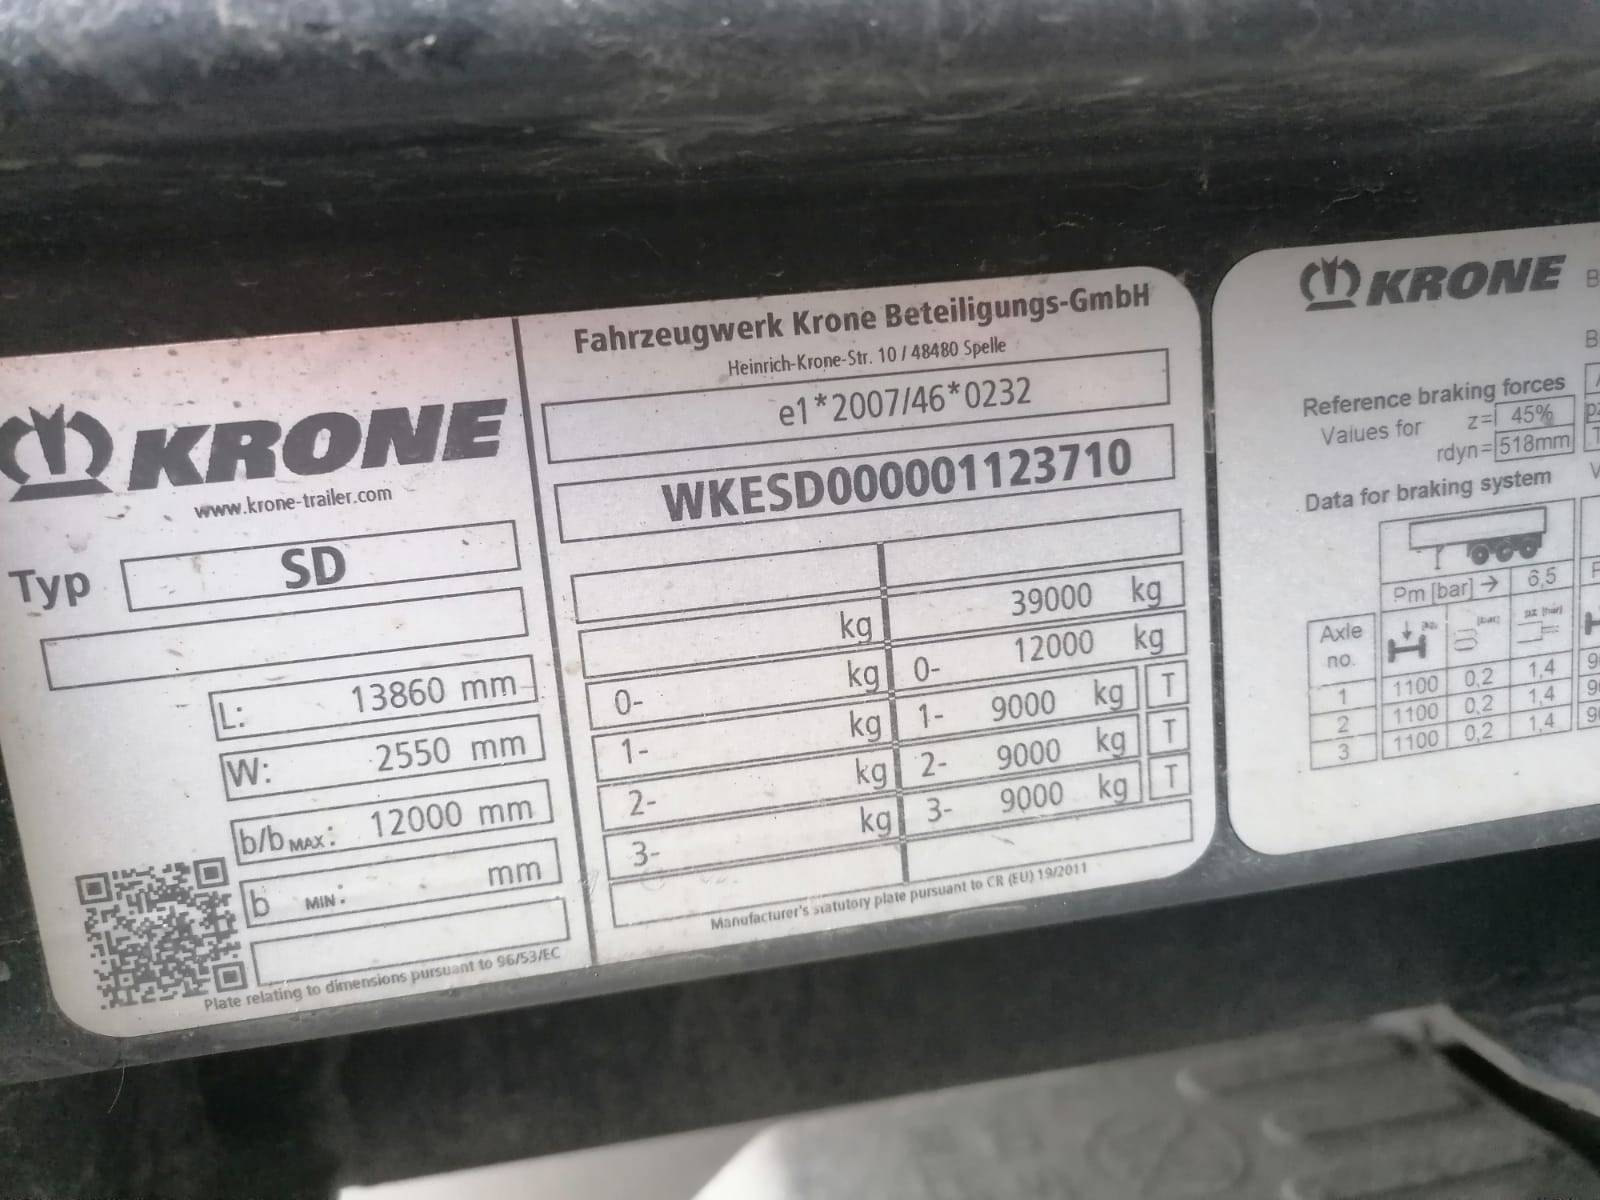 KRONE
www.krone-trailer.com
Typ SD
L: 13860 mm
W: 2550 mm
b/b MAX: 12000 mm
b MIN: mm
Plate relating to dimensions pursuant to 96/53/EC
Fahrzeugwerk Krone Beteiligungs-GmbH
Heinrich-Krone-Str. 10 / 48480 Spelle
e1*2007/46*0232
WKESD000001123710
kg 39000 kg
0- kg 0- 12000 kg
1- kg 1- 9000 kg T
2- kg 2- 9000 kg T
3- kg 3- 9000 kg T
Manufacturer's statutory plate pursuant to CR (EU) 19/2011
KRONE B
B
Reference braking forces
Values for z= 45%
rdyn= 518mm
Data for braking system
Pm [bar] → 6,5
Axle
no.
1 1100 0,2 1,4
2 1100 0,2 1,4
3 1100 0,2 1,4